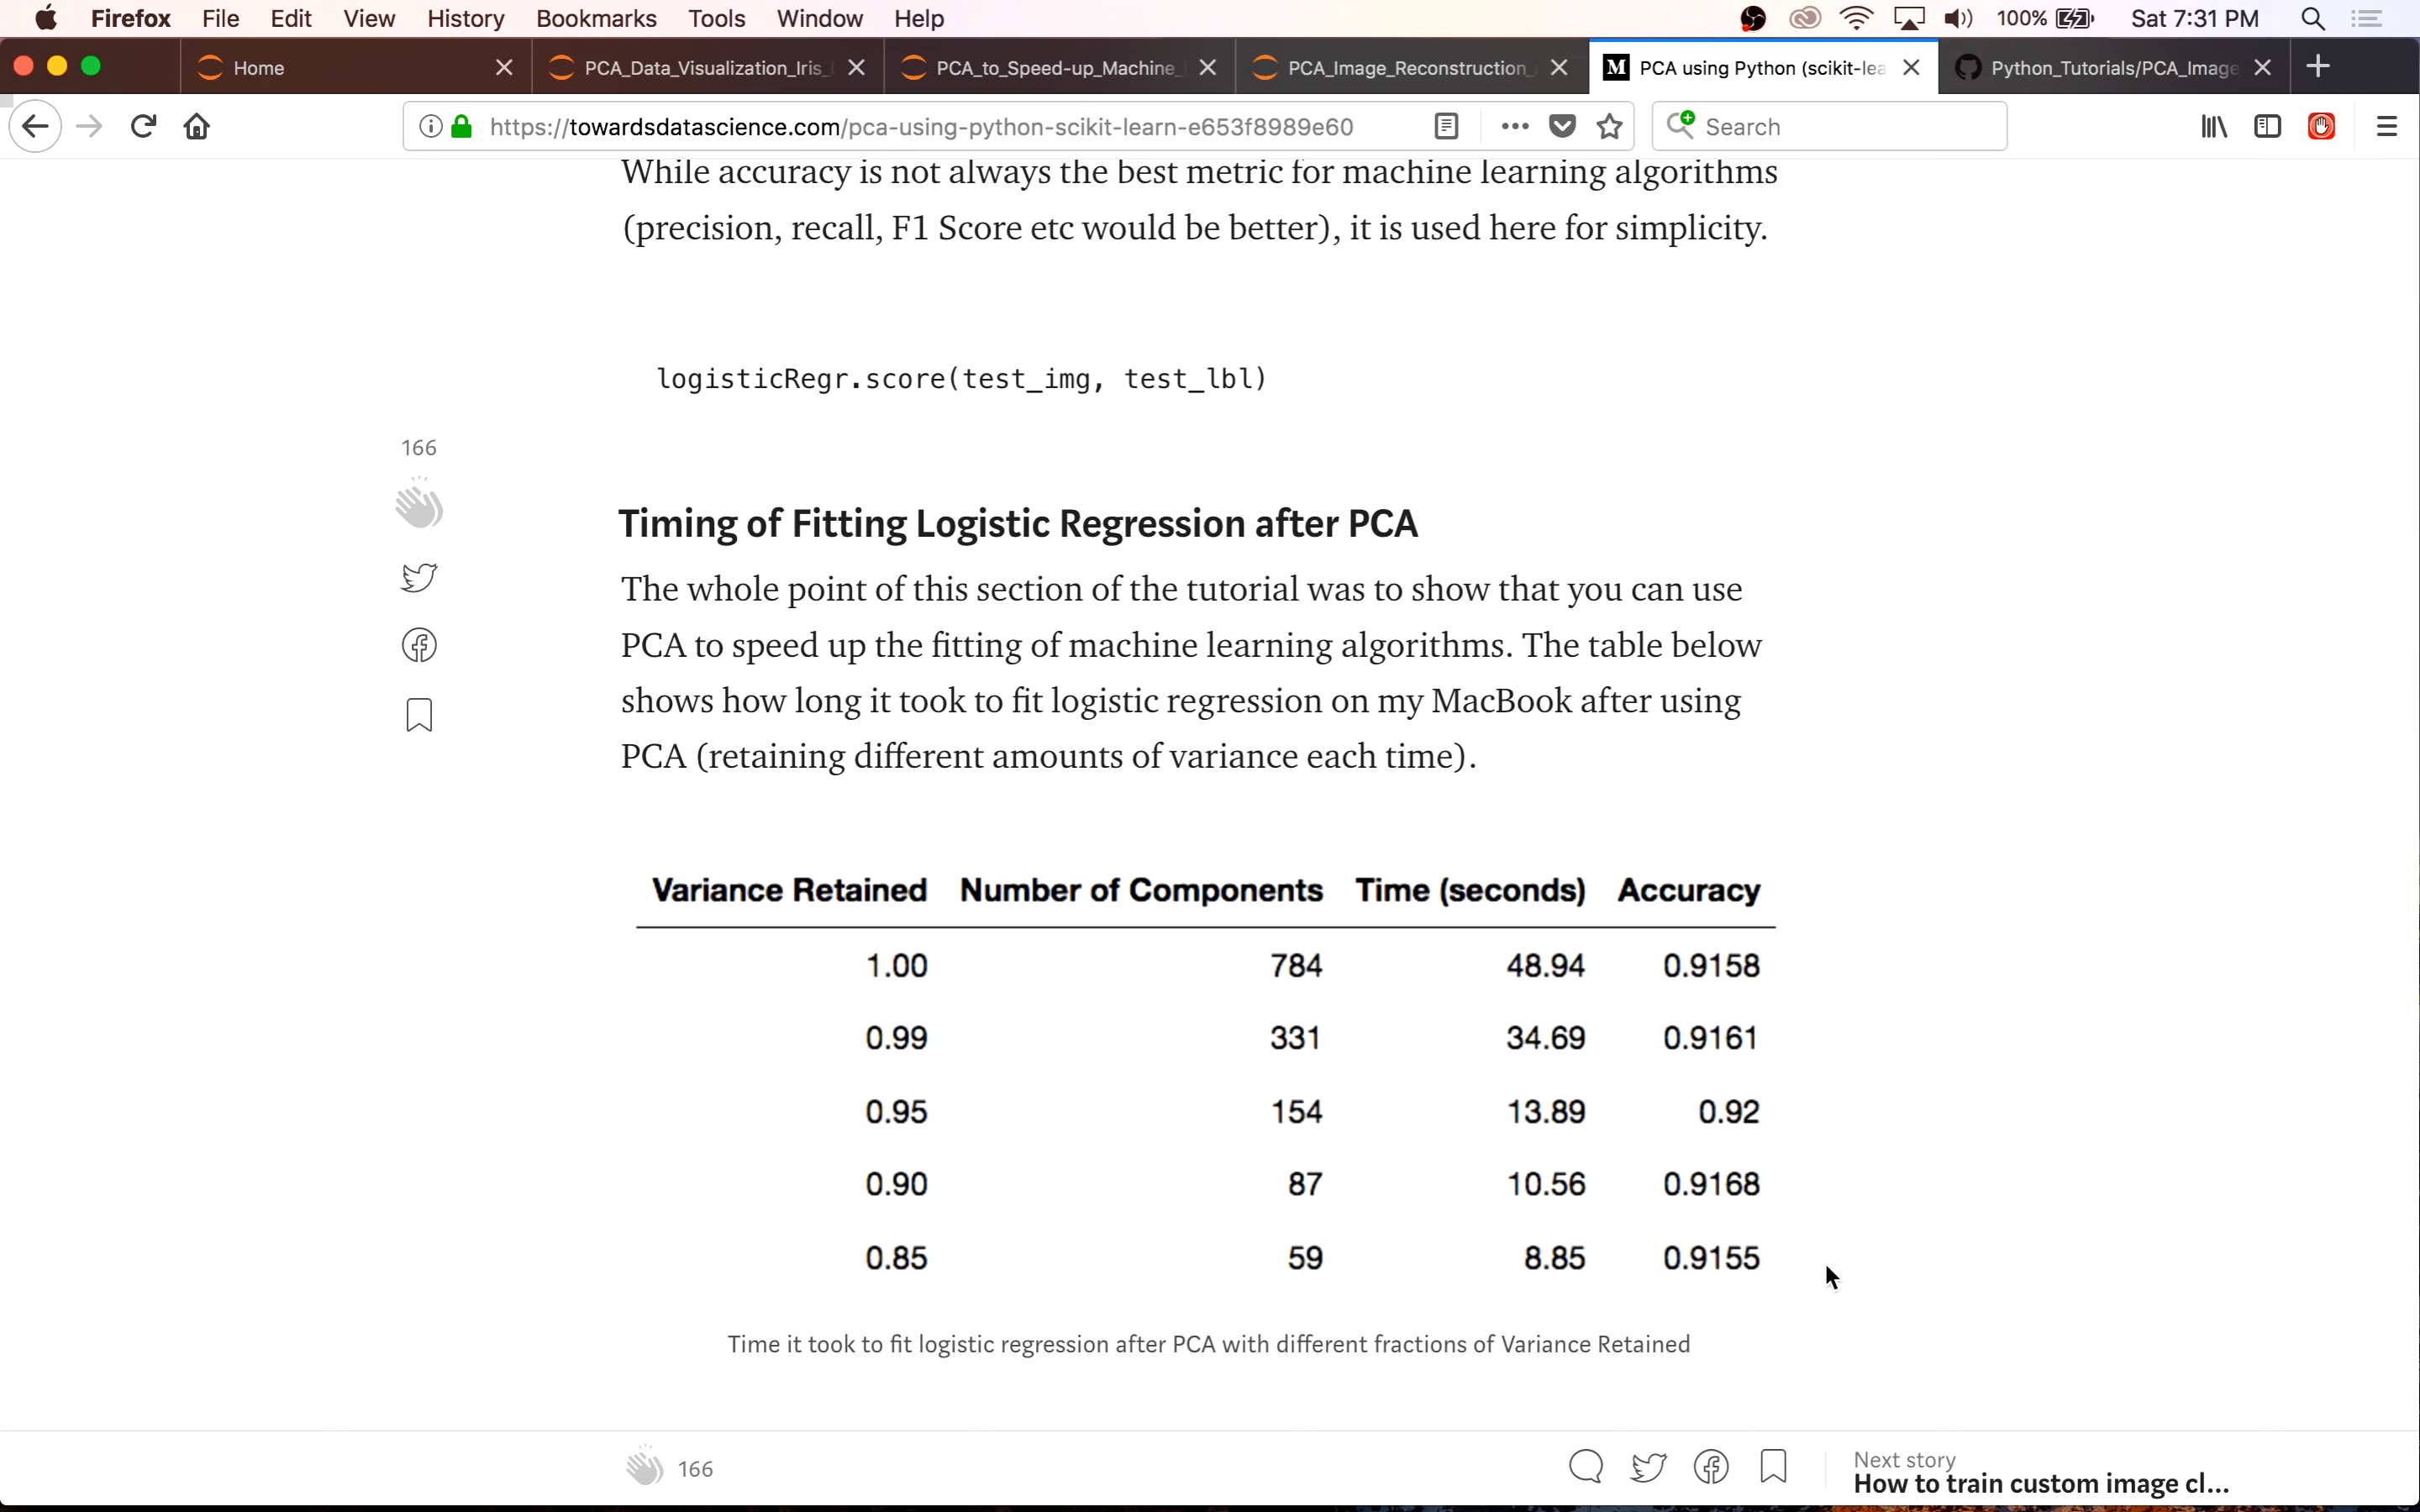 Firefox File Edit View History Bookmarks Tools Window Help 100% Sat 7:31 PM
Home PCA_Data_Visualization_Iris_ PCA_to_Speed-up_Machine_ PCA_Image_Reconstruction_ M PCA using Python (scikit-lea Python_Tutorials/PCA_Image
https://towardsdatascience.com/pca-using-python-scikit-learn-e653f8989e60 Search
While accuracy is not always the best metric for machine learning algorithms
(precision, recall, F1 Score etc would be better), it is used here for simplicity.
logisticRegr.score(test_img, test_lbl)
166
Timing of Fitting Logistic Regression after PCA
The whole point of this section of the tutorial was to show that you can use
PCA to speed up the fitting of machine learning algorithms. The table below
shows how long it took to fit logistic regression on my MacBook after using
PCA (retaining different amounts of variance each time).
Variance Retained Number of Components Time (seconds) Accuracy
1.00 784 48.94 0.9158
0.99 331 34.69 0.9161
0.95 154 13.89 0.92
0.90 87 10.56 0.9168
0.85 59 8.85 0.9155
Time it took to fit logistic regression after PCA with different fractions of Variance Retained
166
Next story
How to train custom image cl...